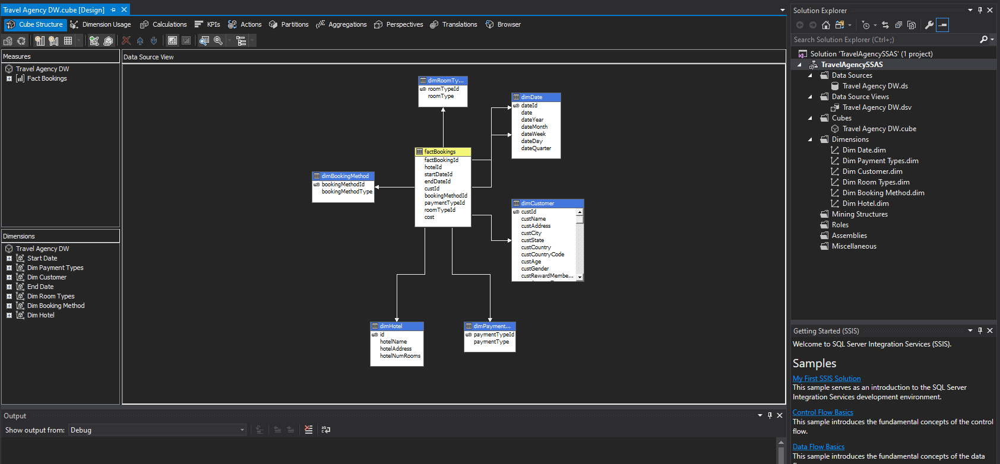 Travel Agency DW.cube [Design]
Cube Structure
Dimension Usage
Calculations
KPIs
Actions
Partitions
Aggregations
Perspectives
Translations
Browser
Measures
Travel Agency DW
Fact Bookings
Dimensions
Travel Agency DW
Start Date
Dim Payment Types
Dim Customer
End Date
Dim Room Types
Dim Booking Method
Dim Hotel
Data Source View
dimRoomTy...
roomTypeId
roomType
dimDate
dateId
date
dateYear
dateMonth
dateWeek
dateDay
dateQuarter
factBookings
factBookingId
hotelId
startDateId
endDateId
custId
bookingMethodId
paymentTypeId
roomTypeId
cost
dimBookingMethod
bookingMethodId
bookingMethodType
dimCustomer
custId
custName
custAddress
custCity
custState
custCountry
custCountryCode
custAge
custGender
custRewardMembe...
dimHotel
id
hotelName
hotelAddress
hotelNumRooms
dimPayment...
paymentTypeId
paymentType
Output
Show output from:
Debug
Solution Explorer
Search Solution Explorer (Ctrl+;)
Solution 'TravelAgencySSAS' (1 project)
TravelAgencySSAS
Data Sources
Travel Agency DW.ds
Data Source Views
Travel Agency DW.dsv
Cubes
Travel Agency DW.cube
Dimensions
Dim Date.dim
Dim Payment Types.dim
Dim Customer.dim
Dim Room Types.dim
Dim Booking Method.dim
Dim Hotel.dim
Mining Structures
Roles
Assemblies
Miscellaneous
Getting Started (SSIS)
Welcome to SQL Server Integration Services (SSIS).
Samples
My First SSIS Solution
This sample serves as an introduction to the SQL Server
Integration Services development environment.
Control Flow Basics
This sample introduces the fundamental concepts of the control
flow.
Data Flow Basics
This sample introduces the fundamental concepts of the data